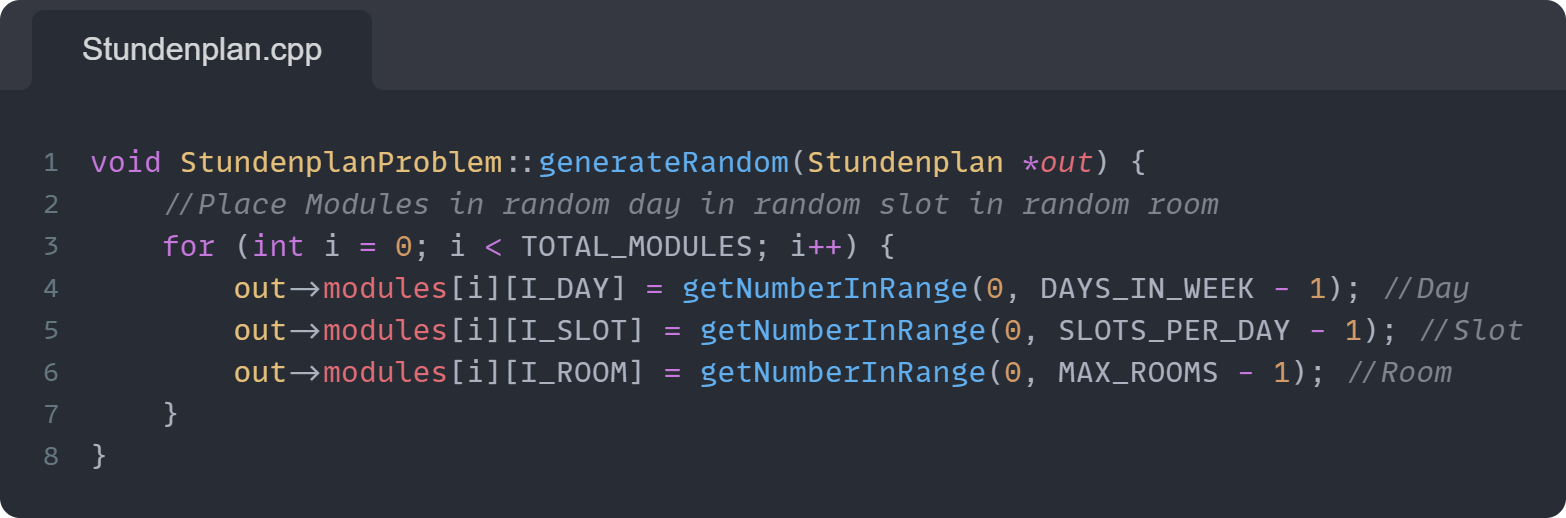 Stundenplan.cpp
1 void StundenplanProblem::generateRandom(Stundenplan *out) {
2     //Place Modules in random day in random slot in random room
3     for (int i = 0; i < TOTAL_MODULES; i++) {
4         out->modules[i][I_DAY] = getNumberInRange(0, DAYS_IN_WEEK - 1); //Day
5         out->modules[i][I_SLOT] = getNumberInRange(0, SLOTS_PER_DAY - 1); //Slot
6         out->modules[i][I_ROOM] = getNumberInRange(0, MAX_ROOMS - 1); //Room
7     }
8 }